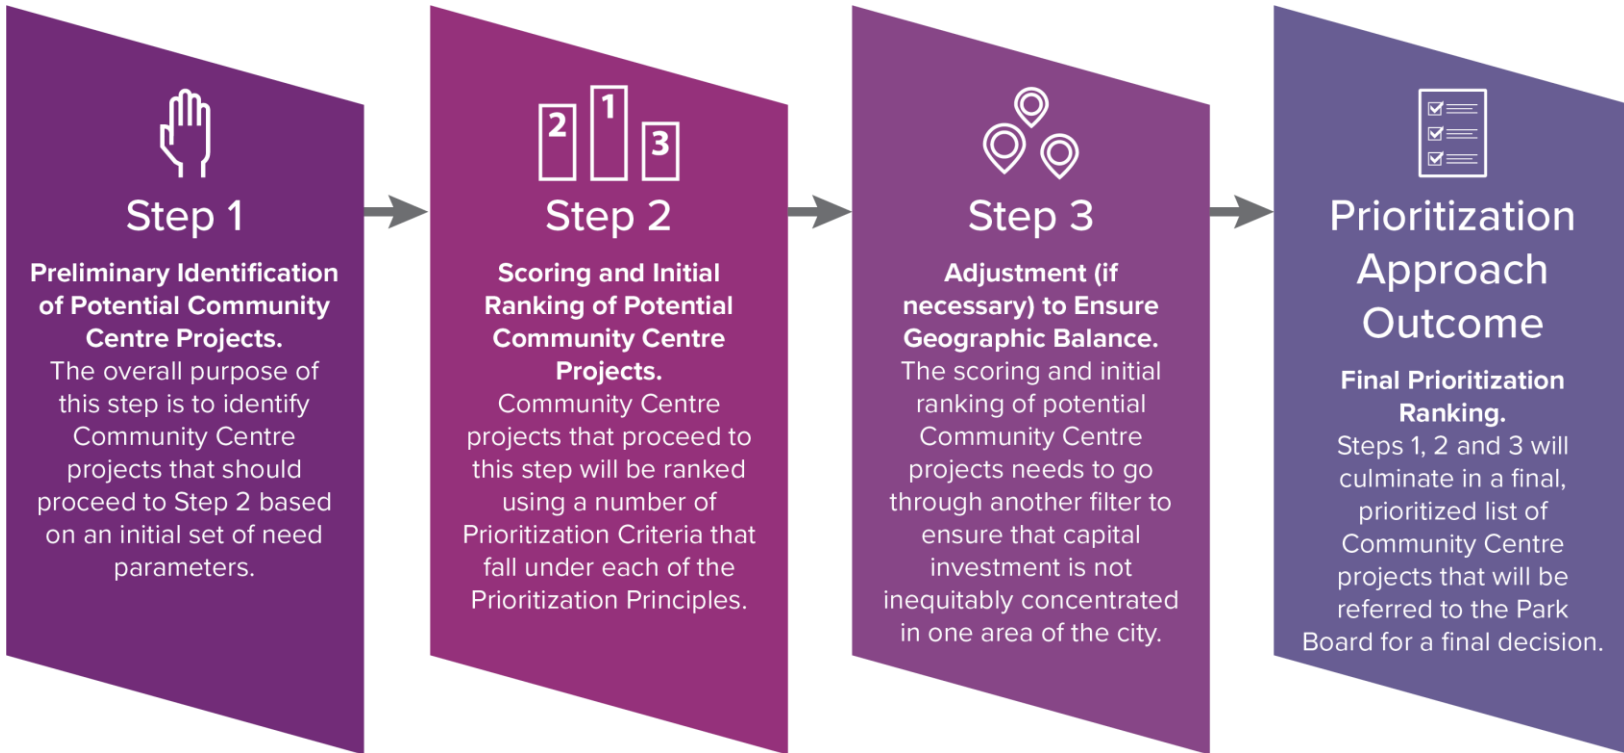 Step 1
Preliminary Identification
of Potential Community
Centre Projects.
The overall purpose of
this step is to identify
Community Centre
projects that should
proceed to Step 2 based
on an initial set of need
parameters.
2
1
3
Step 2
Scoring and Initial
Ranking of Potential
Community Centre
Projects.
Community Centre
projects that proceed to
this step will be ranked
using a number of
Prioritization Criteria that
fall under each of the
Prioritization Principles.
Step 3
Adjustment (if
necessary) to Ensure
Geographic Balance.
The scoring and initial
ranking of potential
Community Centre
projects needs to go
through another filter to
ensure that capital
investment is not
inequitably concentrated
in one area of the city.
Prioritization
Approach
Outcome
Final Prioritization
Ranking.
Steps 1, 2 and 3 will
culminate in a final,
prioritized list of
Community Centre
projects that will be
referred to the Park
Board for a final decision.